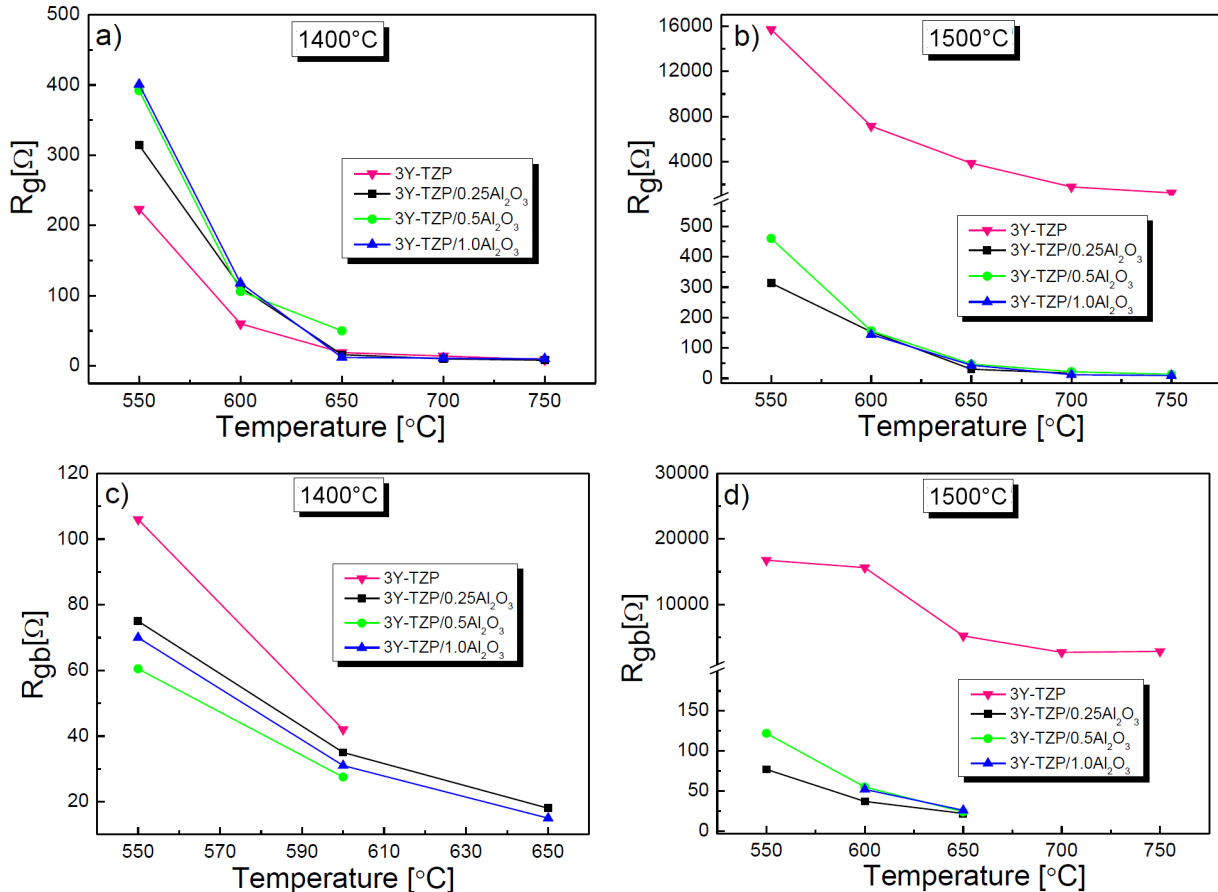 a)
1400°C
500
400
300
200
100
0
Rg[Ω]
3Y-TZP
3Y-TZP/0.25Al₂O₃
3Y-TZP/0.5Al₂O₃
3Y-TZP/1.0Al₂O₃
550 600 650 700 750
Temperature [°C]
b)
1500°C
16000
12000
8000
4000
500
400
300
200
100
0
Rg[Ω]
3Y-TZP
3Y-TZP/0.25Al₂O₃
3Y-TZP/0.5Al₂O₃
3Y-TZP/1.0Al₂O₃
550 600 650 700 750
Temperature [°C]
c)
1400°C
120
100
80
60
40
20
Rgb[Ω]
3Y-TZP
3Y-TZP/0.25Al₂O₃
3Y-TZP/0.5Al₂O₃
3Y-TZP/1.0Al₂O₃
550 570 590 610 630 650
Temperature [°C]
d)
1500°C
30000
20000
10000
150
100
50
0
Rgb[Ω]
3Y-TZP
3Y-TZP/0.25Al₂O₃
3Y-TZP/0.5Al₂O₃
3Y-TZP/1.0Al₂O₃
550 600 650 700 750
Temperature [°C]